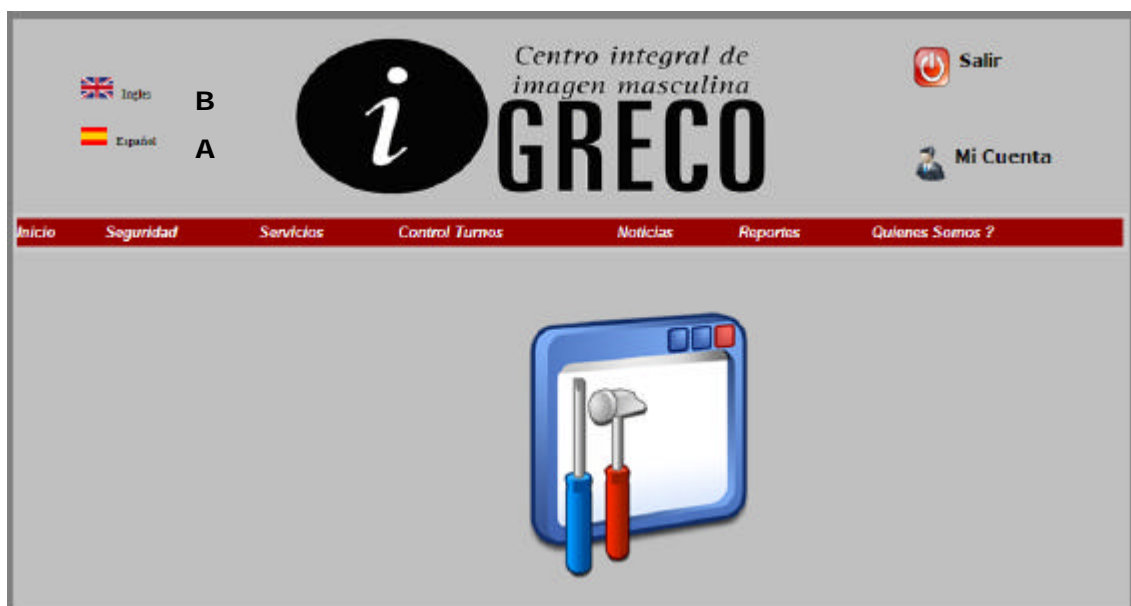 Ingles
B
Español
A
i
Centro integral de
imagen masculina
GRECO
Salir
Mi Cuenta
Inicio Seguridad Servicios Control Turnos Noticias Reportes Quienes Somos ?